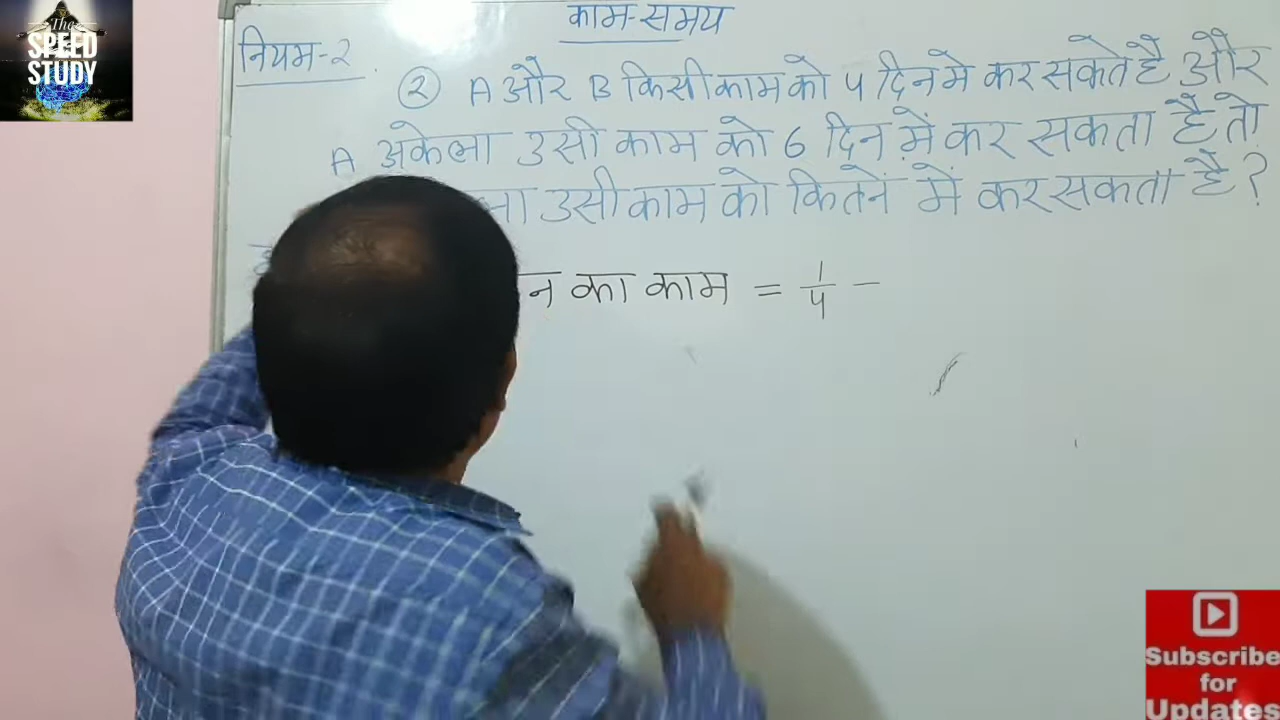 The
SPEED
STUDY
काम-समय
नियम-२
② A और B किसी काम को 4 दिन मे कर सकते है और
A अकेला उसी काम को 6 दिन में कर सकता है तो
उसी काम को कितनें में कर सकता है?
का काम = 1/4 -
Subscribe
for
Updates